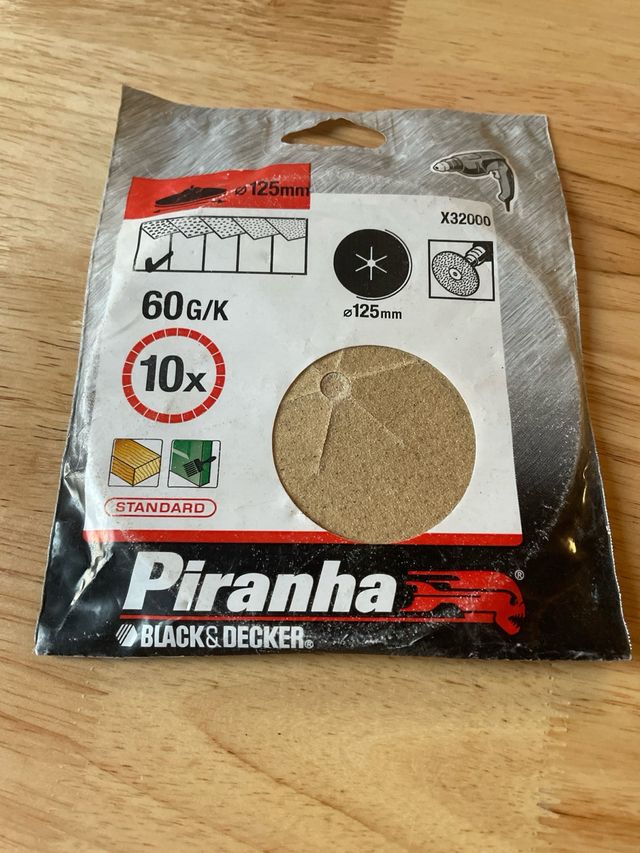 ⌀125mm
X32000
60G/K
⌀125mm
10x
STANDARD
Piranha®
BLACK&DECKER®